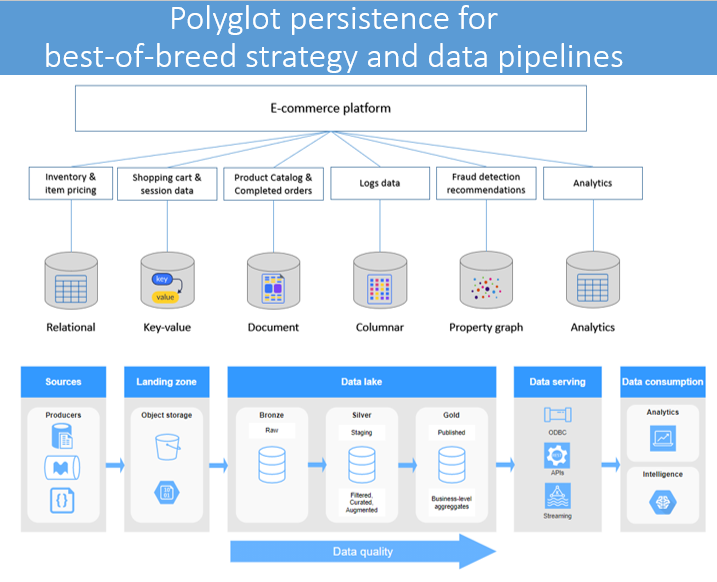 Polyglot persistence for
best-of-breed strategy and data pipelines
E-commerce platform
Inventory &
item pricing
Shopping cart &
session data
Product Catalog &
Completed orders
Logs data
Fraud detection
recommendations
Analytics
key
value
Relational
Key-value
Document
Columnar
Property graph
Analytics
Sources
Landing zone
Data lake
Data serving
Data consumption
Producers
Object storage
Bronze
Raw
Silver
Staging
Filtered,
Curated,
Augmented
Gold
Published
Business-level
aggreggates
ODBC
APIs
Streaming
Analytics
Intelligence
Data quality